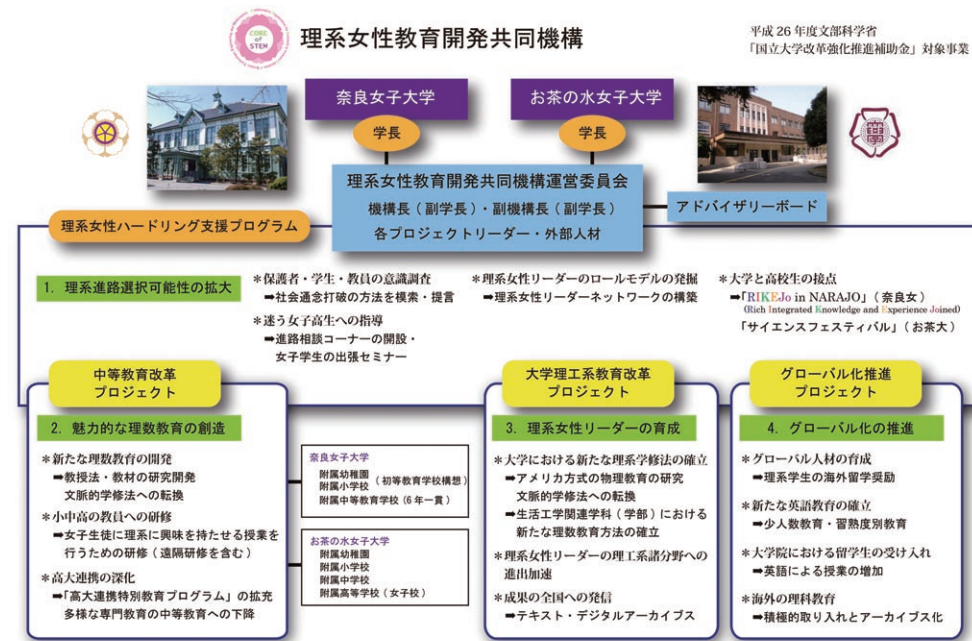 CORE
of
STEM
理系女性教育開発共同機構
平成26年度文部科学省
「国立大学改革強化推進補助金」対象事業
奈良女子大学
お茶の水女子大学
学長
学長
理系女性教育開発共同機構運営委員会
機構長（副学長）・副機構長（副学長）
各プロジェクトリーダー・外部人材
アドバイザリーボード
理系女性ハードリング支援プログラム
1. 理系進路選択可能性の拡大
＊保護者・学生・教員の意識調査
➡社会通念打破の方法を模索・提言
＊迷う女子高生への指導
➡進路相談コーナーの開設・
女子学生の出張セミナー
＊理系女性リーダーのロールモデルの発掘
➡理系女性リーダーネットワークの構築
＊大学と高校生の接点
➡「RIKEJo in NARAJO」（奈良女）
(Rich Integrated Knowledge and Experience Joined)
「サイエンスフェスティバル」（お茶大）
中等教育改革
プロジェクト
2. 魅力的な理数教育の創造
＊新たな理数教育の開発
➡教授法・教材の研究開発
文脈的学修法への転換
＊小中高の教員への研修
➡女子生徒に理系に興味を持たせる授業を
行うための研修（遠隔研修を含む）
＊高大連携の深化
➡「高大連携特別教育プログラム」の拡充
多様な専門教育の中等教育への下降
奈良女子大学
附属幼稚園
附属小学校
（初等教育学校構想）
附属中等教育学校（6年一貫）
お茶の水女子大学
附属幼稚園
附属小学校
附属中学校
附属高等学校（女子校）
大学理工系教育改革
プロジェクト
3. 理系女性リーダーの育成
＊大学における新たな理系学修法の確立
➡アメリカ方式の物理教育の研究
文脈的学修法への転換
➡生活工学関連学科（学部）における
新たな理数教育方法の確立
＊理系女性リーダーの理工系諸分野への
進出加速
＊成果の全国への発信
➡テキスト・デジタルアーカイブス
グローバル化推進
プロジェクト
4. グローバル化の推進
＊グローバル人材の育成
➡理系学生の海外留学奨励
＊新たな英語教育の確立
➡少人数教育・習熟度別教育
＊大学院における留学生の受け入れ
➡英語による授業の増加
＊海外の理科教育
➡積極的取り入れとアーカイブス化